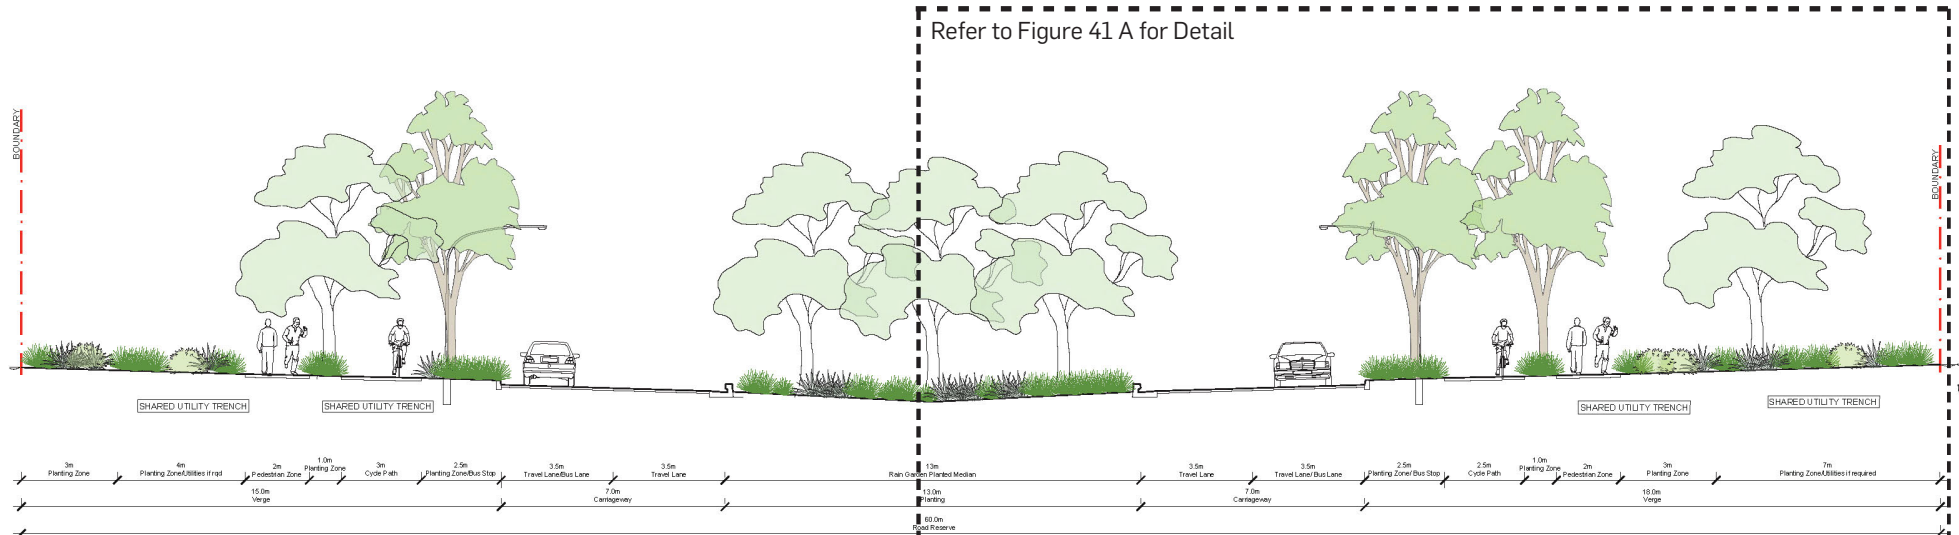 Refer to Figure 41 A for Detail
BOUNDARY
BOUNDARY
SHARED UTILITY TRENCH
SHARED UTILITY TRENCH
SHARED UTILITY TRENCH
SHARED UTILITY TRENCH
3m
Planting Zone
4m
Planting Zone/Utilities if rqd
2m
Pedestrian Zone
1.0m
Planting Zone
3m
Cycle Path
2.5m
Planting Zone/Bus Stop
3.5m
Travel Lane/Bus Lane
3.5m
Travel Lane
13m
Rain Garden Planted Median
3.5m
Travel Lane
3.5m
Travel Lane/ Bus Lane
2.5m
Planting Zone/ Bus Stop
2.5m
Cycle Path
1.0m
Planting Zone
2m
Pedestrian Zone
3m
Planting Zone
7m
Planting Zone/Utilities if required
15.0m
Verge
7.0m
Carriageway
13.0m
Planting
7.0m
Carriageway
18.0m
Verge
60.0m
Road Reserve